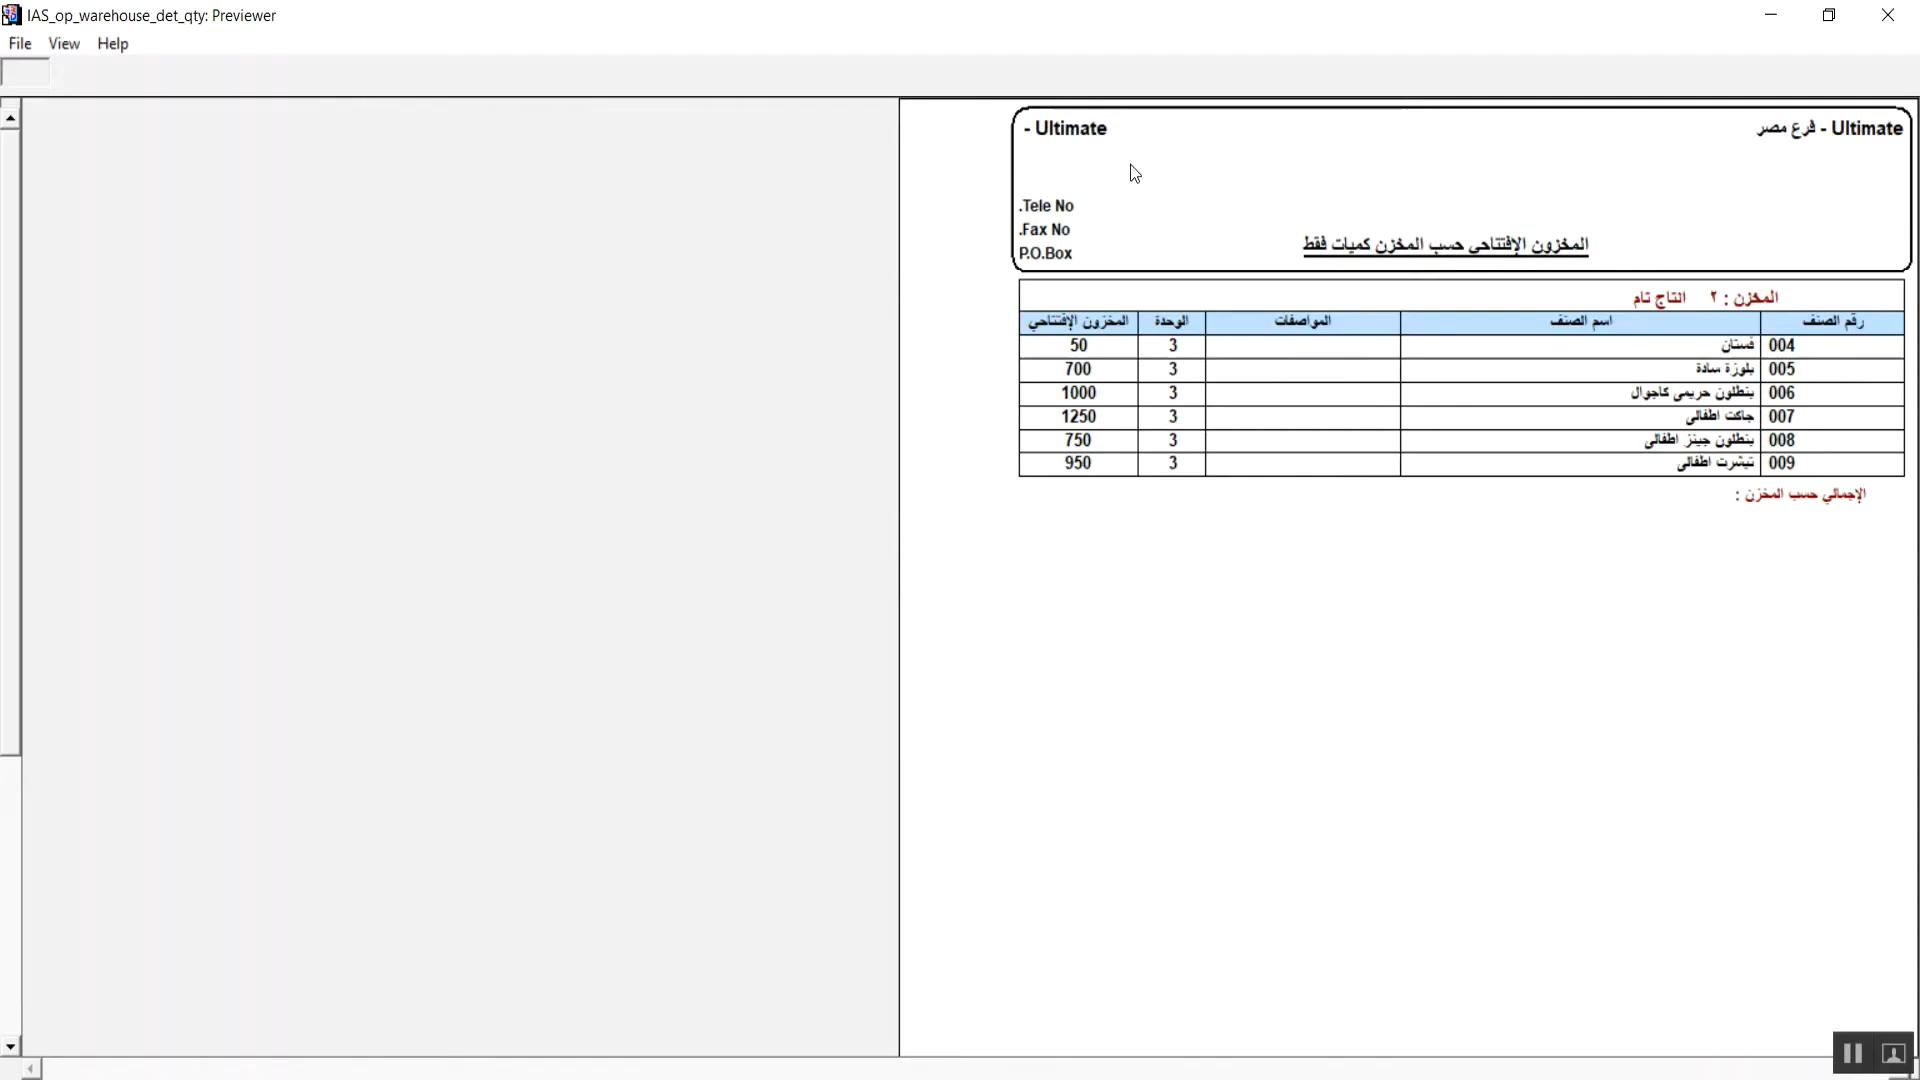 IAS_op_warehouse_det_qty: Previewer
File View Help
Ultimate - فرع مصر
- Ultimate
.Tele No
.Fax No
P.O.Box
المخزون الإفتتاحي حسب المخزن كميات فقط
المخزن : ٢ انتاج تام
رقم الصنف اسم الصنف المواصفات الوحدة المخزون الإفتتاحي
004 فستان 3 50
005 بلوزة سادة 3 700
006 بنطلون حريمى كاجوال 3 1000
007 جاكت اطفالى 3 1250
008 بنطلون جينز اطفالى 3 750
009 تيشرت اطفالى 3 950
الإجمالي حسب المخزن :